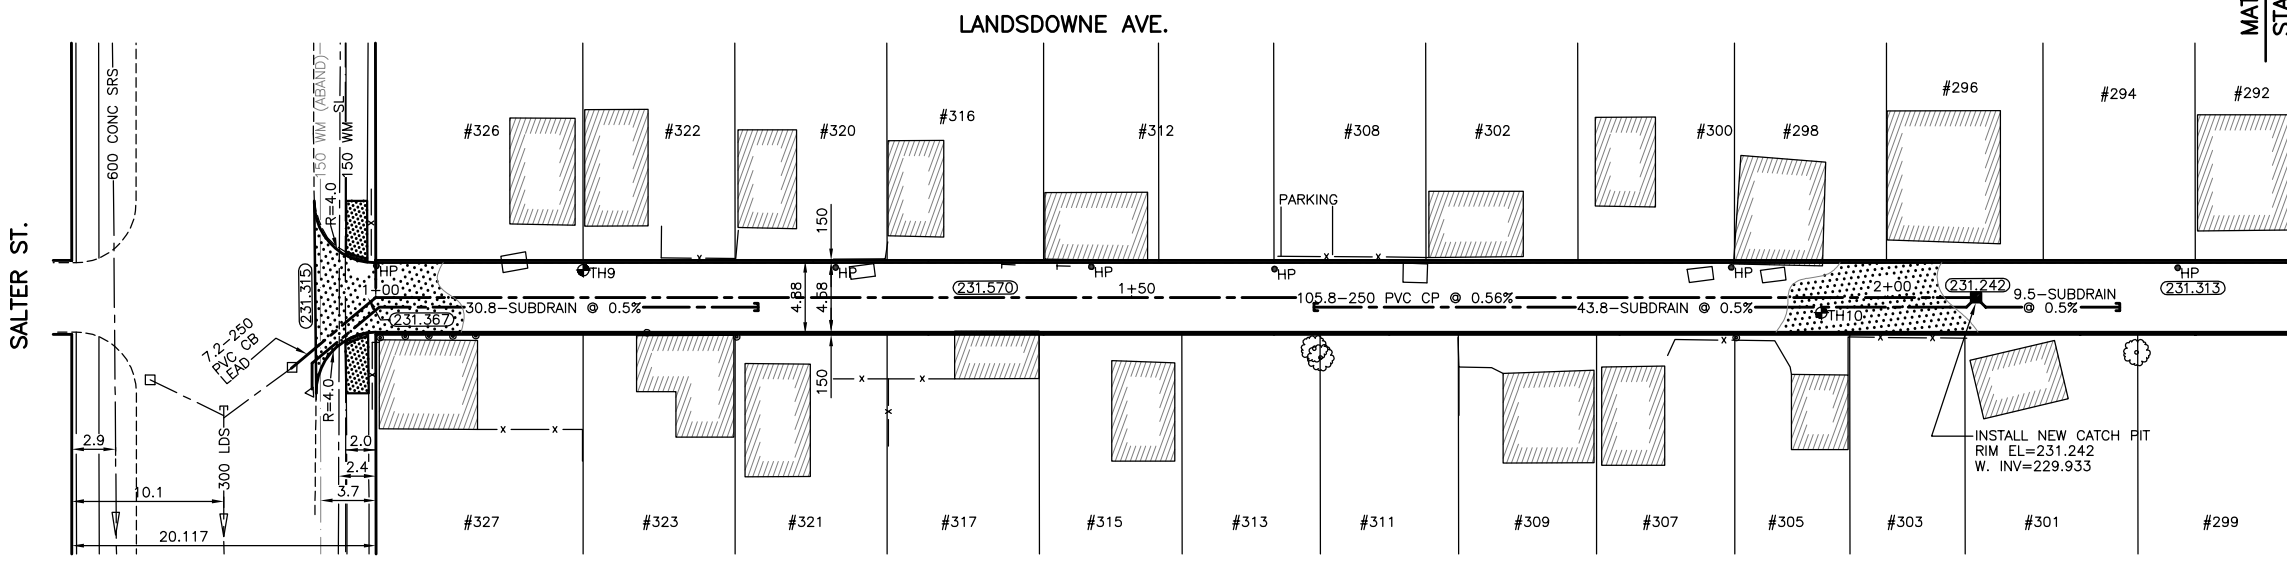 LANDSDOWNE AVE.
SALTER ST.
600 CONC SRS
150 WM (ABAND)
SL
150 WM
R=4.0
#326
#322
#320
#316
#312
#308
#302
#300
#298
#296
#294
#292
PARKING
150
HP
TH9
HP
HP
HP
HP
HP
231.315
1+00
231.367
30.8-SUBDRAIN @ 0.5%
4.88
4.58
231.570
1+50
105.8-250 PVC CP @ 0.56%
43.8-SUBDRAIN @ 0.5%
2+00
TH10
231.242
9.5-SUBDRAIN
@ 0.5%
231.313
7.2-250
PVC CB
LEAD
R=4.0
150
INSTALL NEW CATCH PIT
RIM EL=231.242
W. INV=229.933
2.9
300 LDS
2.0
2.4
3.7
10.1
20.117
#327
#323
#321
#317
#315
#313
#311
#309
#307
#305
#303
#301
#299